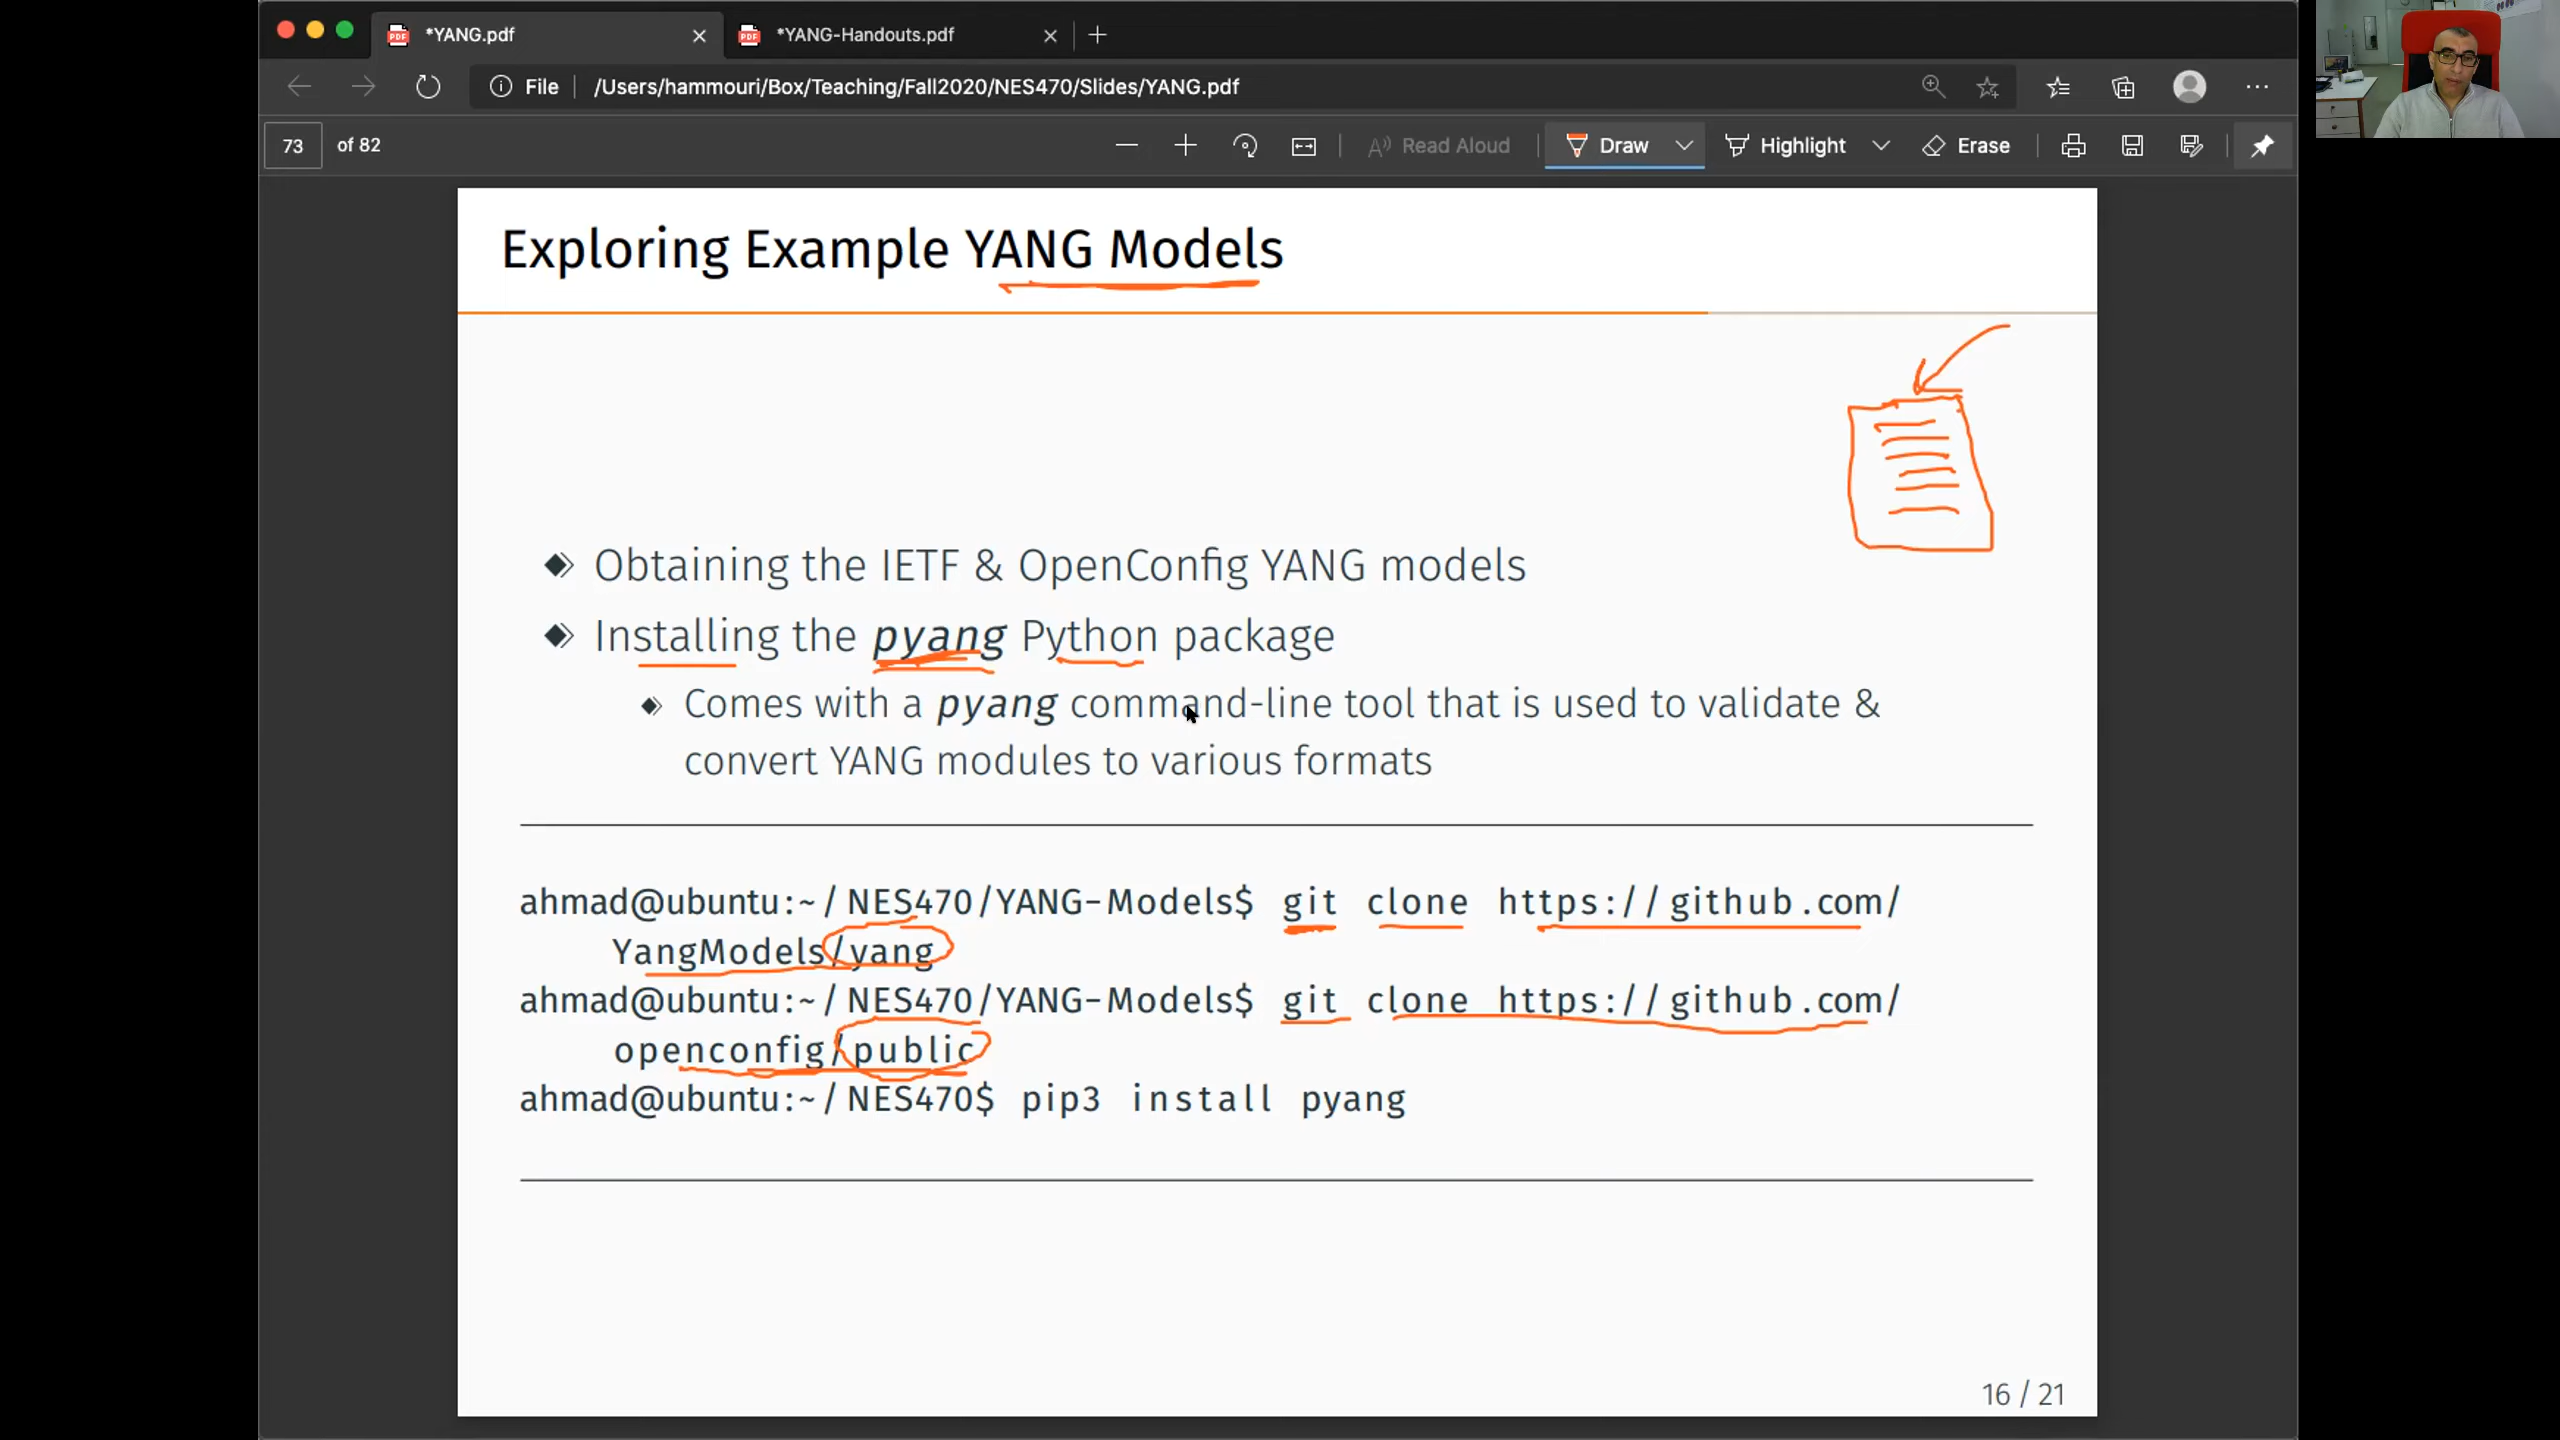 *YANG.pdf
*YANG-Handouts.pdf
File /Users/hammouri/Box/Teaching/Fall2020/NES470/Slides/YANG.pdf
73 of 82 Read Aloud Draw Highlight Erase
Exploring Example YANG Models
Obtaining the IETF & OpenConfig YANG models
Installing the pyang Python package
Comes with a pyang command-line tool that is used to validate &
convert YANG modules to various formats
ahmad@ubuntu:~/NES470/YANG-Models$ git clone https://github.com/
YangModels/yang
ahmad@ubuntu:~/NES470/YANG-Models$ git clone https://github.com/
openconfig/public
ahmad@ubuntu:~/NES470$ pip3 install pyang
16 / 21